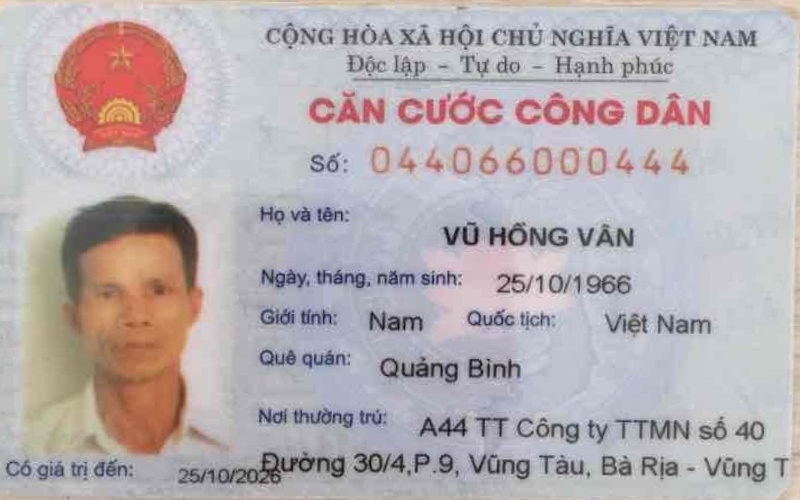 CỘNG HÒA XÃ HỘI CHỦ NGHĨA VIỆT NAM
Độc lập - Tự do - Hạnh phúc
CĂN CƯỚC CÔNG DÂN
Số: 044066000444
Họ và tên:
VŨ HỒNG VÂN
Ngày, tháng, năm sinh: 25/10/1966
Giới tính: Nam Quốc tịch: Việt Nam
Quê quán: Quảng Bình
Nơi thường trú: A44 TT Công ty TTMN số 40
Đường 30/4,P.9, Vũng Tàu, Bà Rịa - Vũng T
Có giá trị đến: 25/10/2026